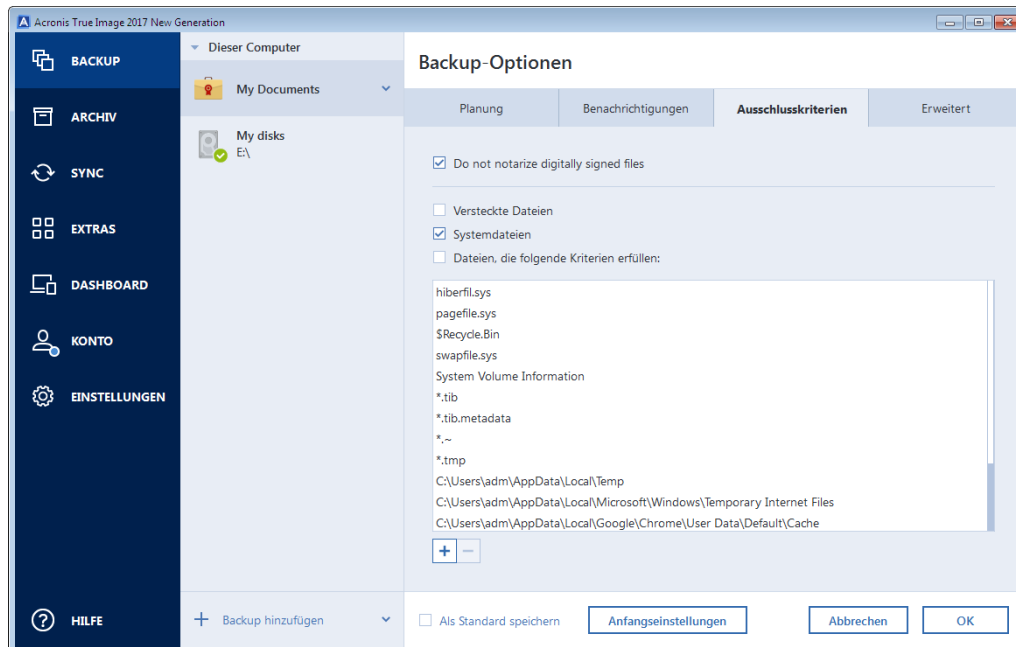 Acronis True Image 2017 New Generation
BACKUP
ARCHIV
SYNC
EXTRAS
DASHBOARD
KONTO
EINSTELLUNGEN
HILFE
Dieser Computer
My Documents
My disks
E:\
Backup hinzufügen
Backup-Optionen
Planung
Benachrichtigungen
Ausschlusskriterien
Erweitert
Do not notarize digitally signed files
Versteckte Dateien
Systemdateien
Dateien, die folgende Kriterien erfüllen:
hiberfil.sys
pagefile.sys
$Recycle.Bin
swapfile.sys
System Volume Information
*.tib
*.tib.metadata
*.~
*.tmp
C:\Users\adm\AppData\Local\Temp
C:\Users\adm\AppData\Local\Microsoft\Windows\Temporary Internet Files
C:\Users\adm\AppData\Local\Google\Chrome\User Data\Default\Cache
Als Standard speichern
Anfangseinstellungen
Abbrechen
OK